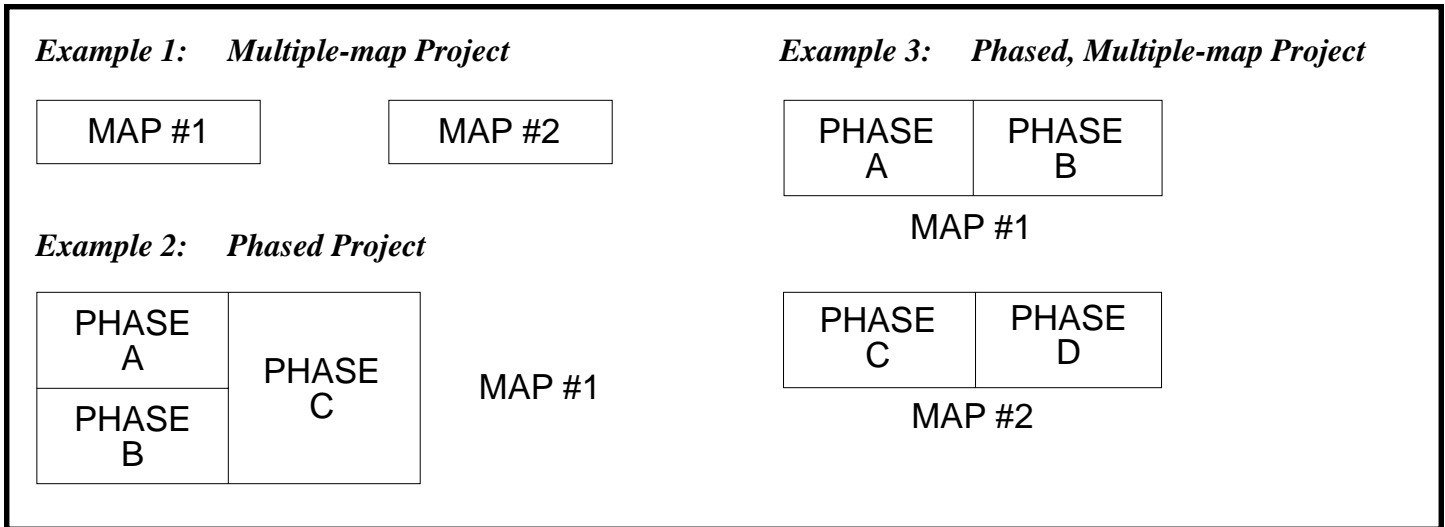 Example 1: Multiple-map Project
MAP #1
MAP #2
Example 2: Phased Project
PHASE
A
PHASE
B
PHASE
C
MAP #1
Example 3: Phased, Multiple-map Project
PHASE
A
PHASE
B
MAP #1
PHASE
C
PHASE
D
MAP #2